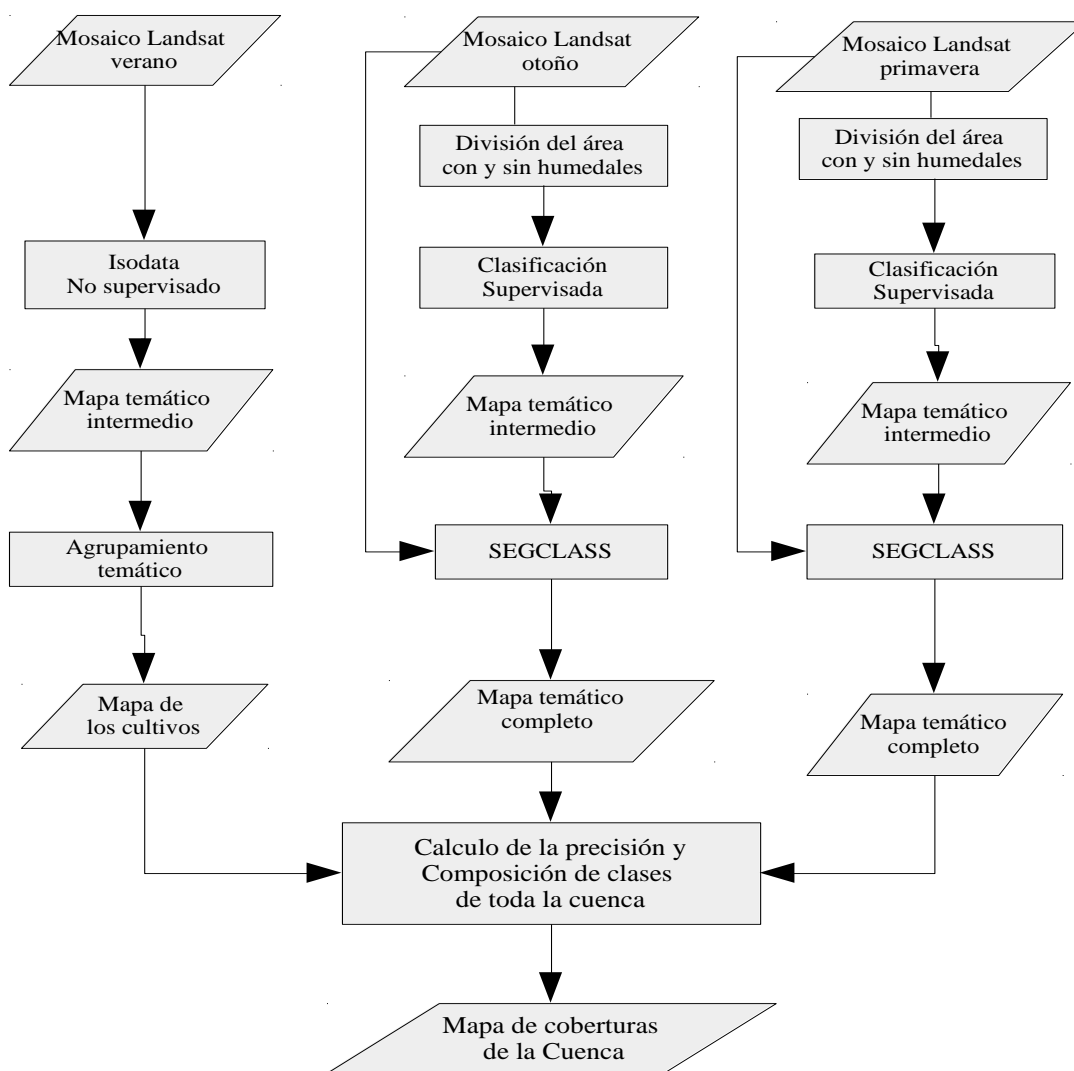 Mosaico Landsat
verano
Mosaico Landsat
otoño
Mosaico Landsat
primavera
División del área
con y sin humedales
División del área
con y sin humedales
Isodata
No supervisado
Clasificación
Supervisada
Clasificación
Supervisada
Mapa temático
intermedio
Mapa temático
intermedio
Mapa temático
intermedio
Agrupamiento
temático
SEGCLASS
SEGCLASS
Mapa de
los cultivos
Mapa temático
completo
Mapa temático
completo
Calculo de la precisión y
Composición de clases
de toda la cuenca
Mapa de coberturas
de la Cuenca